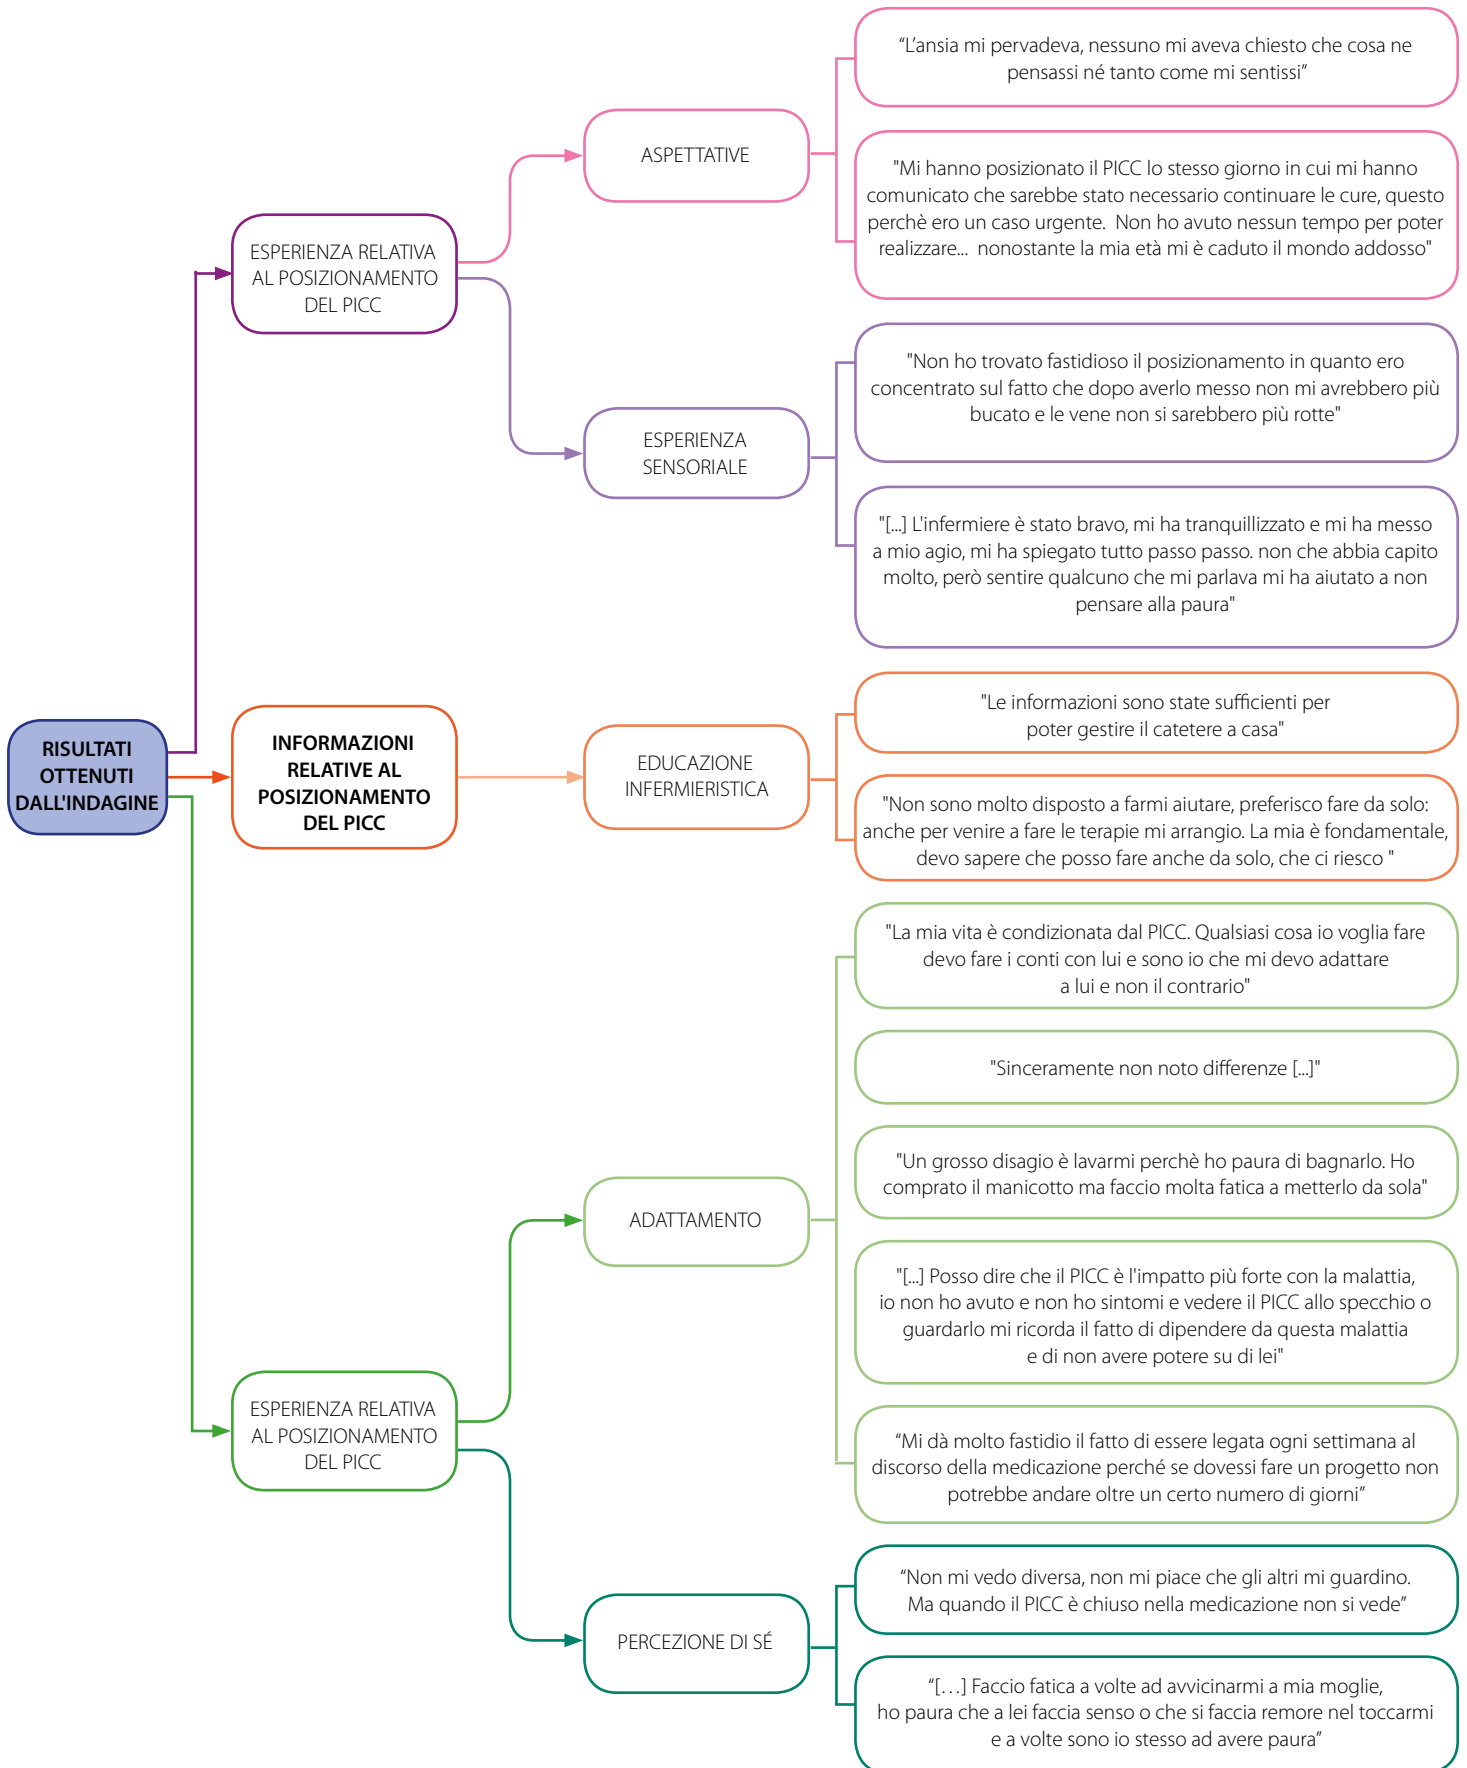 “L’ansia mi pervadeva, nessuno mi aveva chiesto che cosa ne
pensassi né tanto come mi sentissi”
ASPETTATIVE
"Mi hanno posizionato il PICC lo stesso giorno in cui mi hanno
comunicato che sarebbe stato necessario continuare le cure, questo
perchè ero un caso urgente.  Non ho avuto nessun tempo per poter
realizzare...  nonostante la mia età mi è caduto il mondo addosso"
ESPERIENZA RELATIVA
AL POSIZIONAMENTO
DEL PICC
"Non ho trovato fastidioso il posizionamento in quanto ero
concentrato sul fatto che dopo averlo messo non mi avrebbero più
bucato e le vene non si sarebbero più rotte"
ESPERIENZA
SENSORIALE
"[...] L'infermiere è stato bravo, mi ha tranquillizzato e mi ha messo
a mio agio, mi ha spiegato tutto passo passo. non che abbia capito
molto, però sentire qualcuno che mi parlava mi ha aiutato a non
pensare alla paura"
RISULTATI
OTTENUTI
DALL'INDAGINE
INFORMAZIONI
RELATIVE AL
POSIZIONAMENTO
DEL PICC
EDUCAZIONE
INFERMIERISTICA
"Le informazioni sono state sufficienti per
poter gestire il catetere a casa"
"Non sono molto disposto a farmi aiutare, preferisco fare da solo:
anche per venire a fare le terapie mi arrangio. La mia è fondamentale,
devo sapere che posso fare anche da solo, che ci riesco "
"La mia vita è condizionata dal PICC. Qualsiasi cosa io voglia fare
devo fare i conti con lui e sono io che mi devo adattare
a lui e non il contrario"
"Sinceramente non noto differenze [...]"
"Un grosso disagio è lavarmi perchè ho paura di bagnarlo. Ho
comprato il manicotto ma faccio molta fatica a metterlo da sola"
ADATTAMENTO
"[...] Posso dire che il PICC è l'impatto più forte con la malattia,
io non ho avuto e non ho sintomi e vedere il PICC allo specchio o
guardarlo mi ricorda il fatto di dipendere da questa malattia
e di non avere potere su di lei"
ESPERIENZA RELATIVA
AL POSIZIONAMENTO
DEL PICC
“Mi dà molto fastidio il fatto di essere legata ogni settimana al
discorso della medicazione perché se dovessi fare un progetto non
potrebbe andare oltre un certo numero di giorni”
“Non mi vedo diversa, non mi piace che gli altri mi guardino.
Ma quando il PICC è chiuso nella medicazione non si vede”
PERCEZIONE DI SÉ
“[…] Faccio fatica a volte ad avvicinarmi a mia moglie,
ho paura che a lei faccia senso o che si faccia remore nel toccarmi
e a volte sono io stesso ad avere paura”